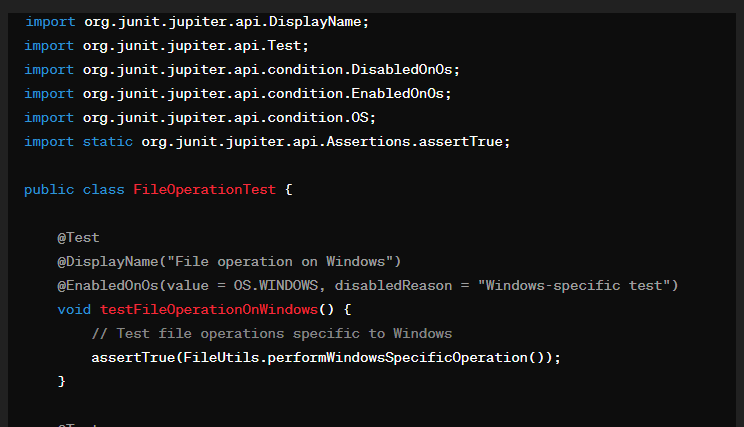 import org.junit.jupiter.api.DisplayName;
import org.junit.jupiter.api.Test;
import org.junit.jupiter.api.condition.DisabledOnOs;
import org.junit.jupiter.api.condition.EnabledOnOs;
import org.junit.jupiter.api.condition.OS;
import static org.junit.jupiter.api.Assertions.assertTrue;
public class FileOperationTest {
@Test
@DisplayName("File operation on Windows")
@EnabledOnOs(value = OS.WINDOWS, disabledReason = "Windows-specific test")
void testFileOperationOnWindows() {
// Test file operations specific to Windows
assertTrue(FileUtils.performWindowsSpecificOperation());
}